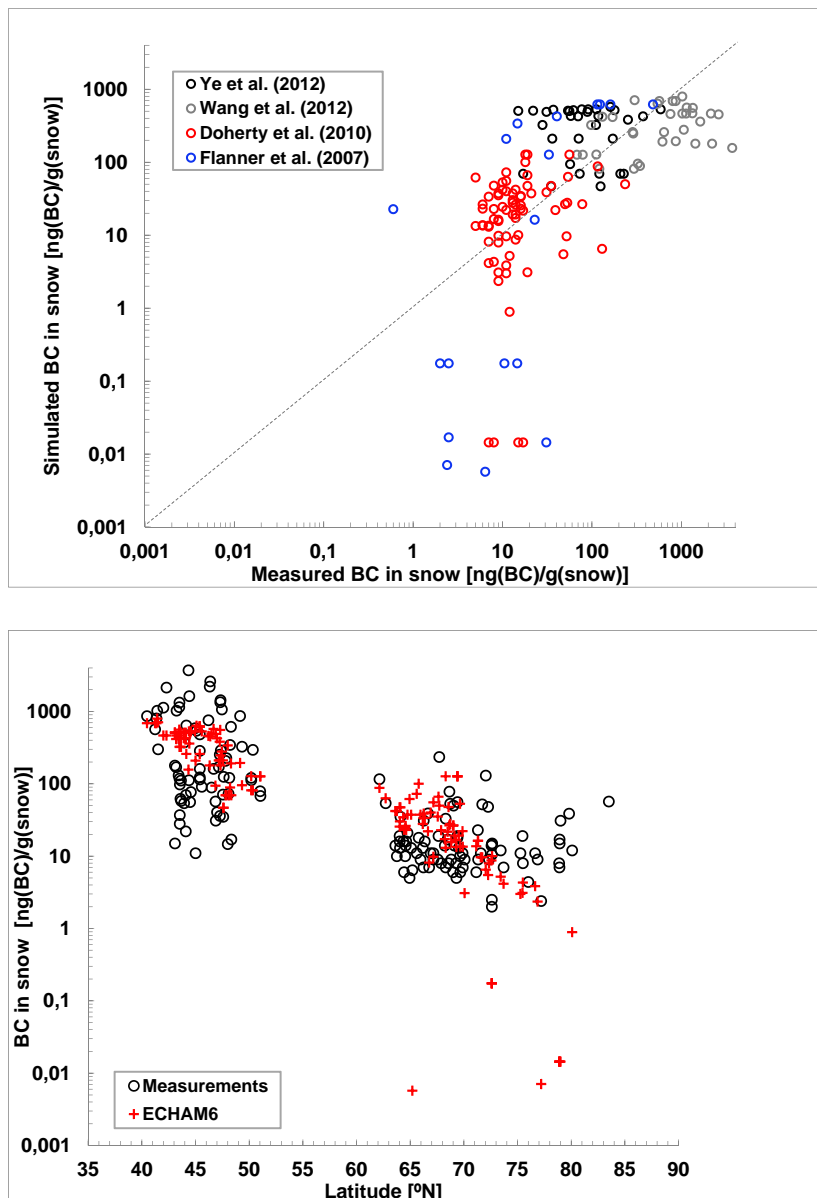 Simulated BC in snow [ng(BC)/g(snow)]
1000
100
10
1
0,1
0,01
0,001
Ye et al. (2012)
Wang et al. (2012)
Doherty et al. (2010)
Flanner et al. (2007)
0,001 0,01 0,1 1 10 100 1000
Measured BC in snow [ng(BC)/g(snow)]
BC in snow [ng(BC)/g(snow)]
1000
100
10
1
0,1
0,01
0,001
Measurements
ECHAM6
35 40 45 50 55 60 65 70 75 80 85 90
Latitude [ºN]